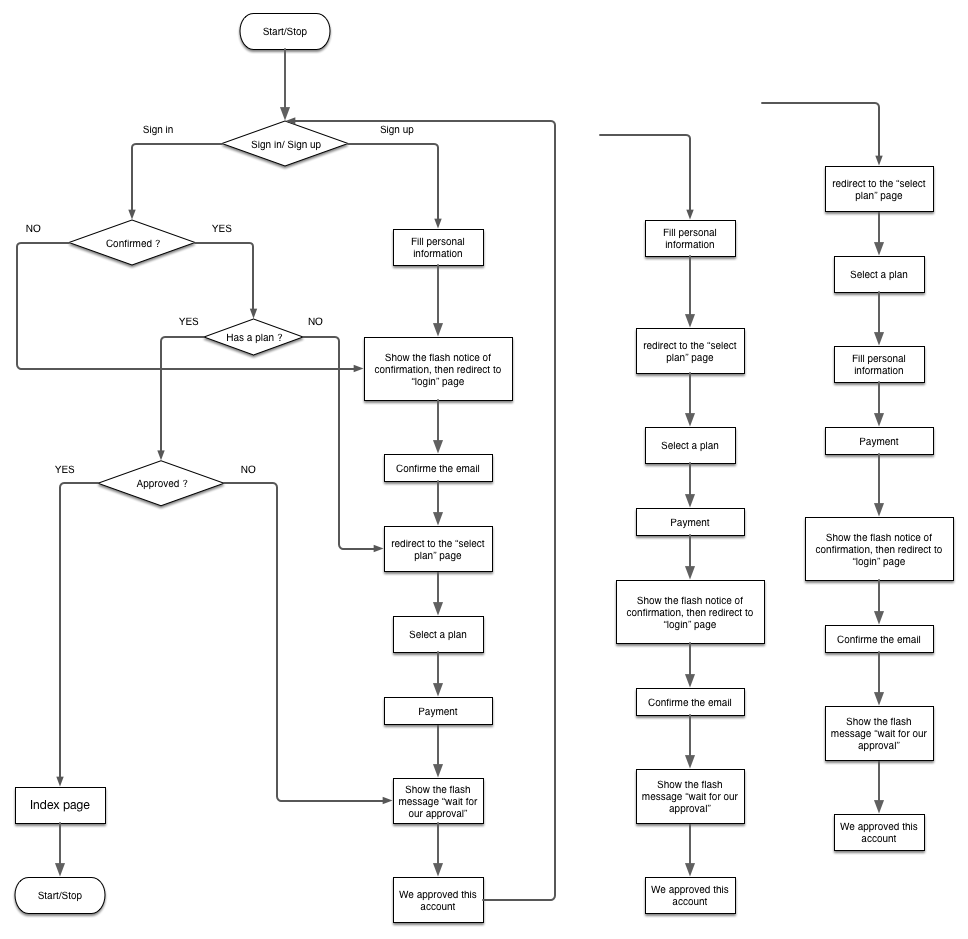 Start/Stop
Sign in
Sign in/ Sign up
Sign up
NO
Confirmed ?
YES
Fill personal
information
YES
Has a plan ?
NO
Show the flash notice of
confirmation, then redirect to
“login” page
YES
Approved ?
NO
Confirme the email
redirect to the “select
plan” page
Select a plan
Payment
Show the flash
message “wait for
our approval”
We approved this
account
Index page
Start/Stop
Fill personal
information
redirect to the “select
plan” page
Select a plan
Payment
Show the flash notice of
confirmation, then redirect to
“login” page
Confirme the email
Show the flash
message “wait for our
approval”
We approved this
account
redirect to the “select
plan” page
Select a plan
Fill personal
information
Payment
Show the flash notice of
confirmation, then redirect to
“login” page
Confirme the email
Show the flash
message “wait for our
approval”
We approved this
account